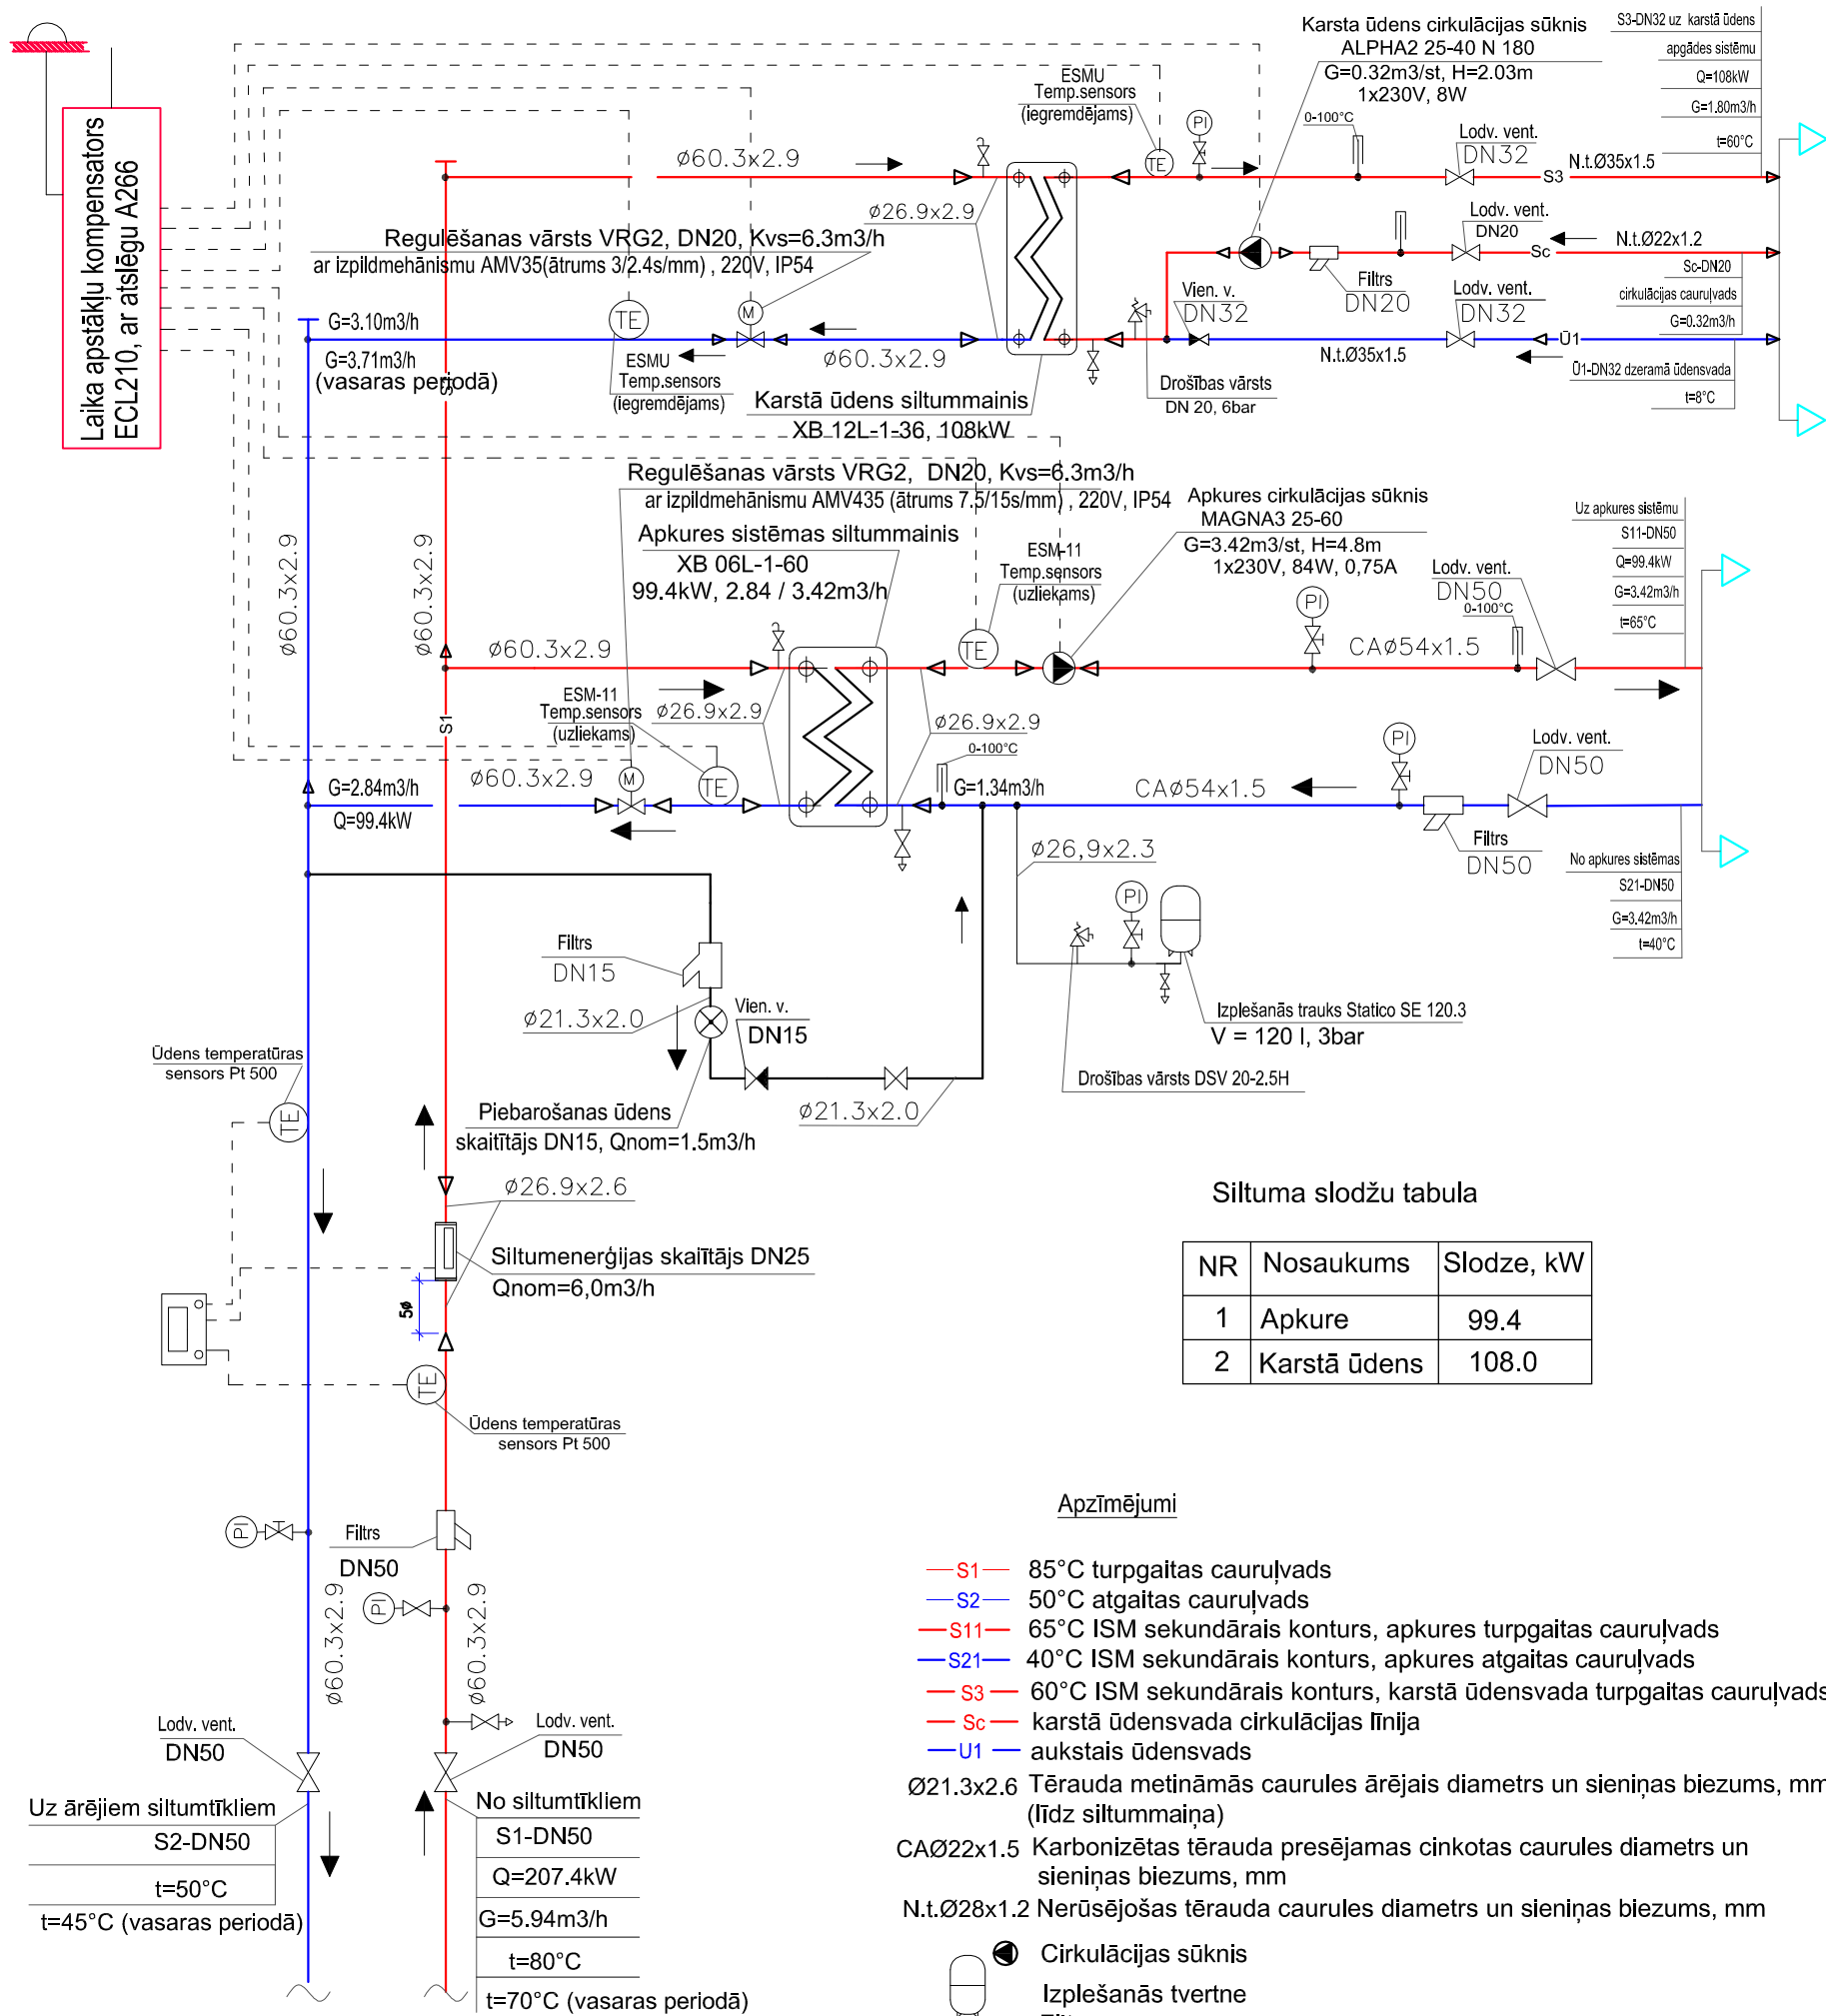 Laika apstākļu kompensators
ECL210, ar atslēgu A266
Karsta ūdens cirkulācijas sūknis
ALPHA2 25-40 N 180
G=0.32m3/st, H=2.03m
1x230V, 8W
S3-DN32 uz karstā ūdens
apgādes sistēmu
Q=108kW
G=1.80m3/h
t=60°C
ESMU
Temp.sensors
(iegremdējams)
TE
PI
0-100°C
Lodv. vent.
DN32
N.t.Ø35x1.5
S3
ø60.3x2.9
ø26.9x2.9
Regulēšanas vārsts VRG2, DN20, Kvs=6.3m3/h
ar izpildmehānismu AMV35(ātrums 3/2.4s/mm) , 220V, IP54
Lodv. vent.
DN20
N.t.Ø22x1.2
Sc
Filtrs
DN20
Sc-DN20
cirkulācijas cauruļvads
G=0.32m3/h
Vien. v.
DN32
Lodv. vent.
DN32
Ū1
N.t.Ø35x1.5
Ū1-DN32 dzeramā ūdensvada
t=8°C
G=3.10m3/h
G=3.71m3/h
(vasaras periodā)
S1
TE
M
ESMU
Temp.sensors
(iegremdējams)
ø60.3x2.9
Karstā ūdens siltummainis
XB 12L-1-36, 108kW
Drošības vārsts
DN 20, 6bar
Regulēšanas vārsts VRG2, DN20, Kvs=6.3m3/h
ar izpildmehānismu AMV435 (ātrums 7.5/15s/mm) , 220V, IP54
Apkures sistēmas siltummainis
XB 06L-1-60
99.4kW, 2.84 / 3.42m3/h
ESM-11
Temp.sensors
(uzliekams)
Apkures cirkulācijas sūknis
MAGNA3 25-60
G=3.42m3/st, H=4.8m
1x230V, 84W, 0,75A
Uz apkures sistēmu
S11-DN50
Q=99.4kW
G=3.42m3/h
t=65°C
Lodv. vent.
DN50
0-100°C
PI
TE
CAø54x1.5
ø60.3x2.9
ø60.3x2.9
ø60.3x2.9
S1
ESM-11
Temp.sensors
(uzliekams)
ø26.9x2.9
ø26.9x2.9
0-100°C
G=1.34m3/h
CAø54x1.5
PI
Lodv. vent.
DN50
Filtrs
DN50
No apkures sistēmas
S21-DN50
G=3.42m3/h
t=40°C
ø60.3x2.9
M
TE
G=2.84m3/h
Q=99.4kW
ø26,9x2.3
PI
Izplešanās trauks Statico SE 120.3
V = 120 l, 3bar
Drošības vārsts DSV 20-2.5H
Filtrs
DN15
ø21.3x2.0
Vien. v.
DN15
ø21.3x2.0
Piebarošanas ūdens
skaitītājs DN15, Qnom=1.5m3/h
Ūdens temperatūras
sensors Pt 500
TE
ø26.9x2.6
Siltumenerģijas skaiītājs DN25
Qnom=6,0m3/h
5ø
TE
Ūdens temperatūras
sensors Pt 500
Siltuma slodžu tabula
NR Nosaukums Slodze, kW
1 Apkure 99.4
2 Karstā ūdens 108.0
PI
Filtrs
DN50
PI
ø60.3x2.9
ø60.3x2.9
Lodv. vent.
DN50
Lodv. vent.
DN50
Uz ārējiem siltumtīkliem
S2-DN50
t=50°C
t=45°C (vasaras periodā)
No siltumtīkliem
S1-DN50
Q=207.4kW
G=5.94m3/h
t=80°C
t=70°C (vasaras periodā)
Apzīmējumi
S1 85°C turpgaitas cauruļvads
S2 50°C atgaitas cauruļvads
S11 65°C ISM sekundārais konturs, apkures turpgaitas cauruļvads
S21 40°C ISM sekundārais konturs, apkures atgaitas cauruļvads
S3 60°C ISM sekundārais konturs, karstā ūdensvada turpgaitas cauruļvads
Sc karstā ūdensvada cirkulācijas līnija
U1 aukstais ūdensvads
Ø21.3x2.6 Tērauda metināmās caurules ārējais diametrs un sieniņas biezums, mm
(līdz siltummaiņa)
CAØ22x1.5 Karbonizētas tērauda presējamas cinkotas caurules diametrs un
sieniņas biezums, mm
N.t.Ø28x1.2 Nerūsējošas tērauda caurules diametrs un sieniņas biezums, mm
Cirkulācijas sūknis
Izplešanās tvertne